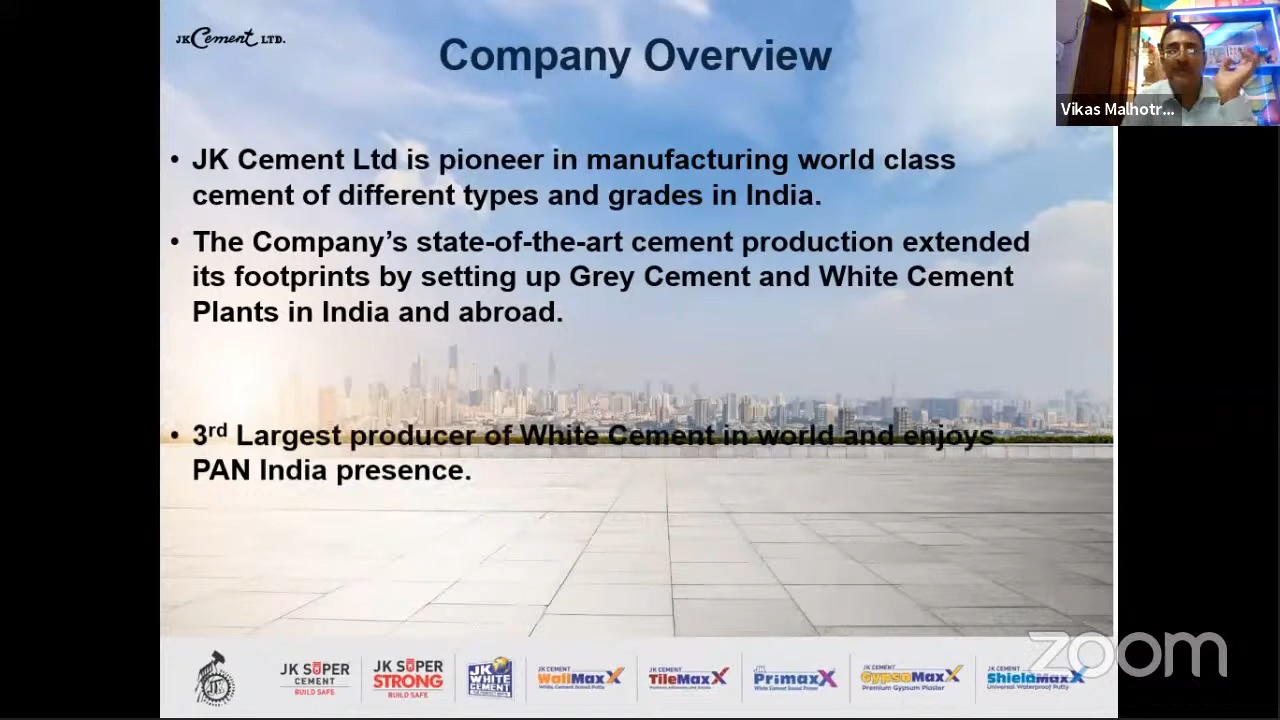 JK Cement LTD.
Company Overview
Vikas Malhotr...
• JK Cement Ltd is pioneer in manufacturing world class
cement of different types and grades in India.
• The Company’s state-of-the-art cement production extended
its footprints by setting up Grey Cement and White Cement
Plants in India and abroad.
• 3rd Largest producer of White Cement in world and enjoys
PAN India presence.
zoom
JK
JK SUPER
CEMENT
BUILD SAFE
JK SUPER
STRONG
BUILD SAFE
JK
WHITE
CEMENT
JK CEMENT
WallMaxX
White Cement Based Putty
JK CEMENT
TileMaxX
JK
PrimaxX
White Cement Based Primer
JK CEMENT
GypsoMaxX
Premium Gypsum Plaster
JK CEMENT
ShieldMaxX
Universal Waterproof Putty